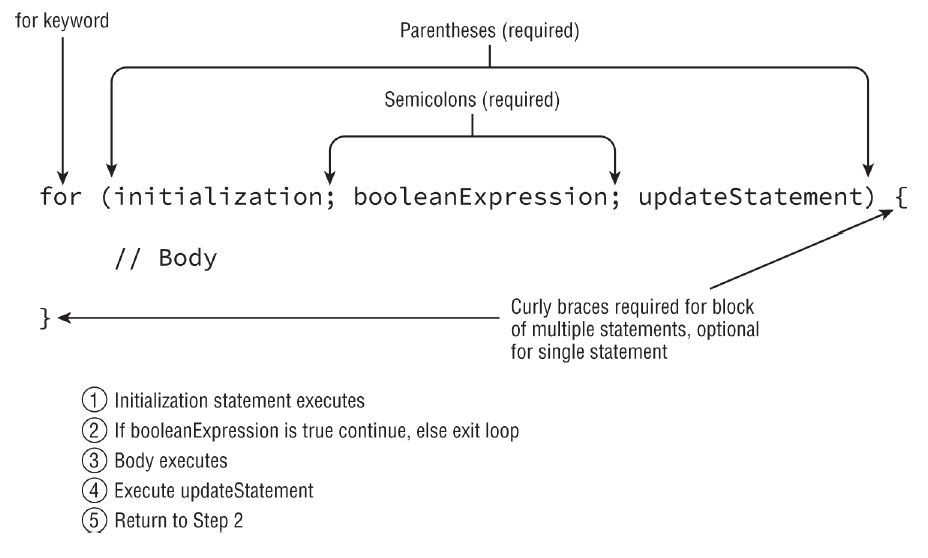 for keyword
Parentheses (required)
Semicolons (required)
for (initialization; booleanExpression; updateStatement) {
// Body
}
Curly braces required for block
of multiple statements, optional
for single statement
① Initialization statement executes
② If booleanExpression is true continue, else exit loop
③ Body executes
④ Execute updateStatement
⑤ Return to Step 2